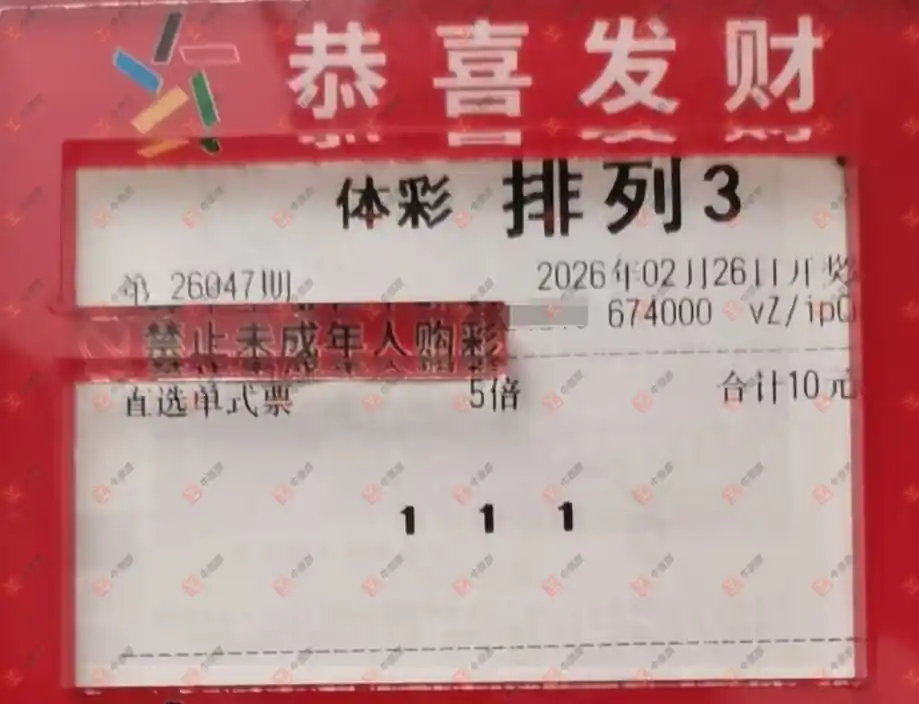 恭喜发财
体彩 排列3
第 26047期 2026年02月26日开奖
674000 vZ/ipQ
禁止未成年人购彩
直选单式票 5倍 合计10元
1 1 1